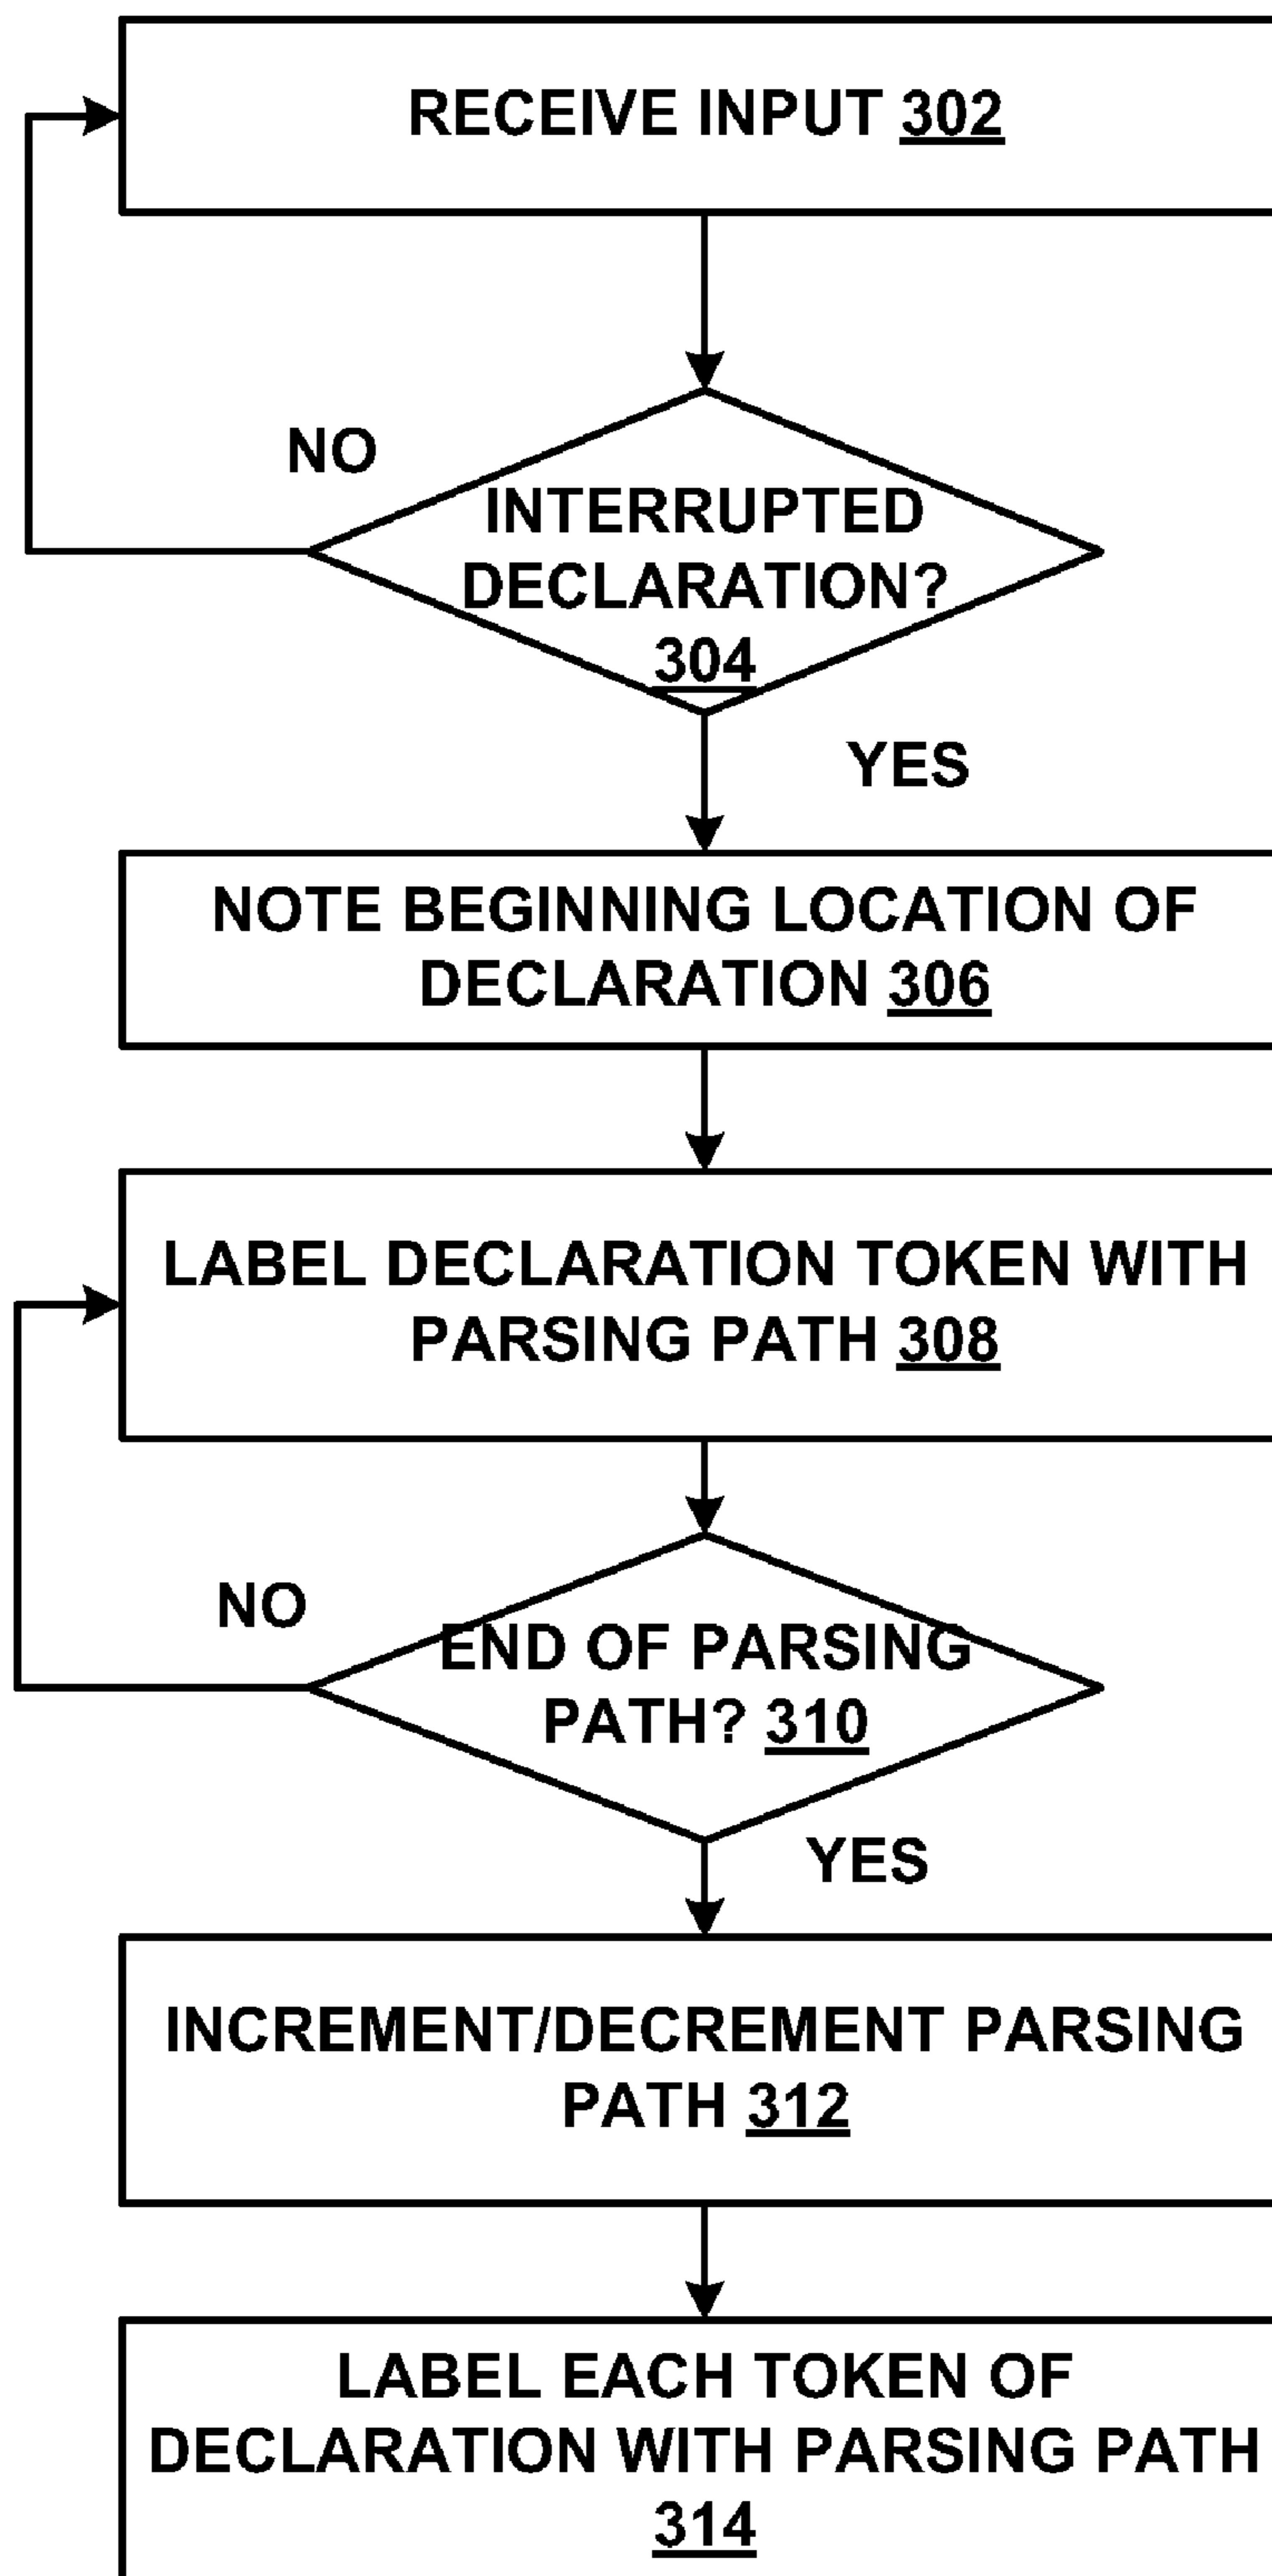 RECEIVE INPUT 302
NO
INTERRUPTED
DECLARATION?
304
YES
NOTE BEGINNING LOCATION OF
DECLARATION 306
LABEL DECLARATION TOKEN WITH
PARSING PATH 308
NO
END OF PARSING
PATH? 310
YES
INCREMENT/DECREMENT PARSING
PATH 312
LABEL EACH TOKEN OF
DECLARATION WITH PARSING PATH
314